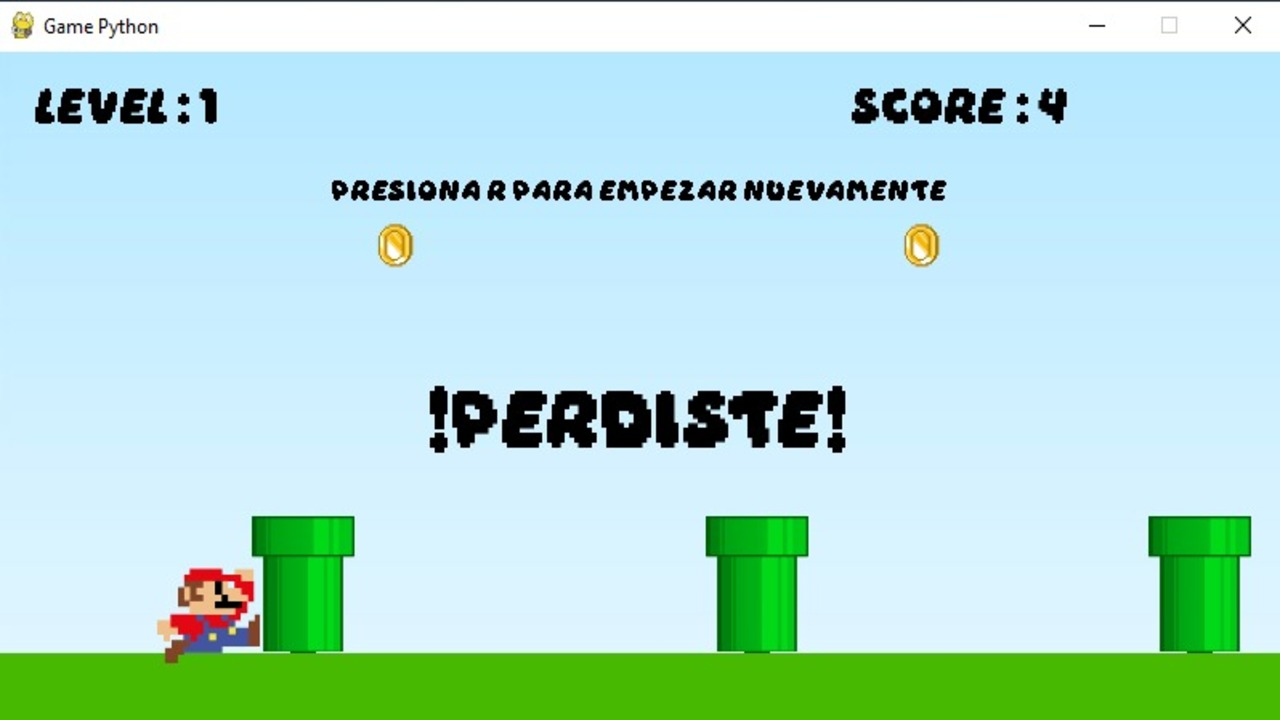 Game Python
LEVEL : 1
SCORE : 4
PRESIONA R PARA EMPEZAR NUEVAMENTE
!PERDISTE!